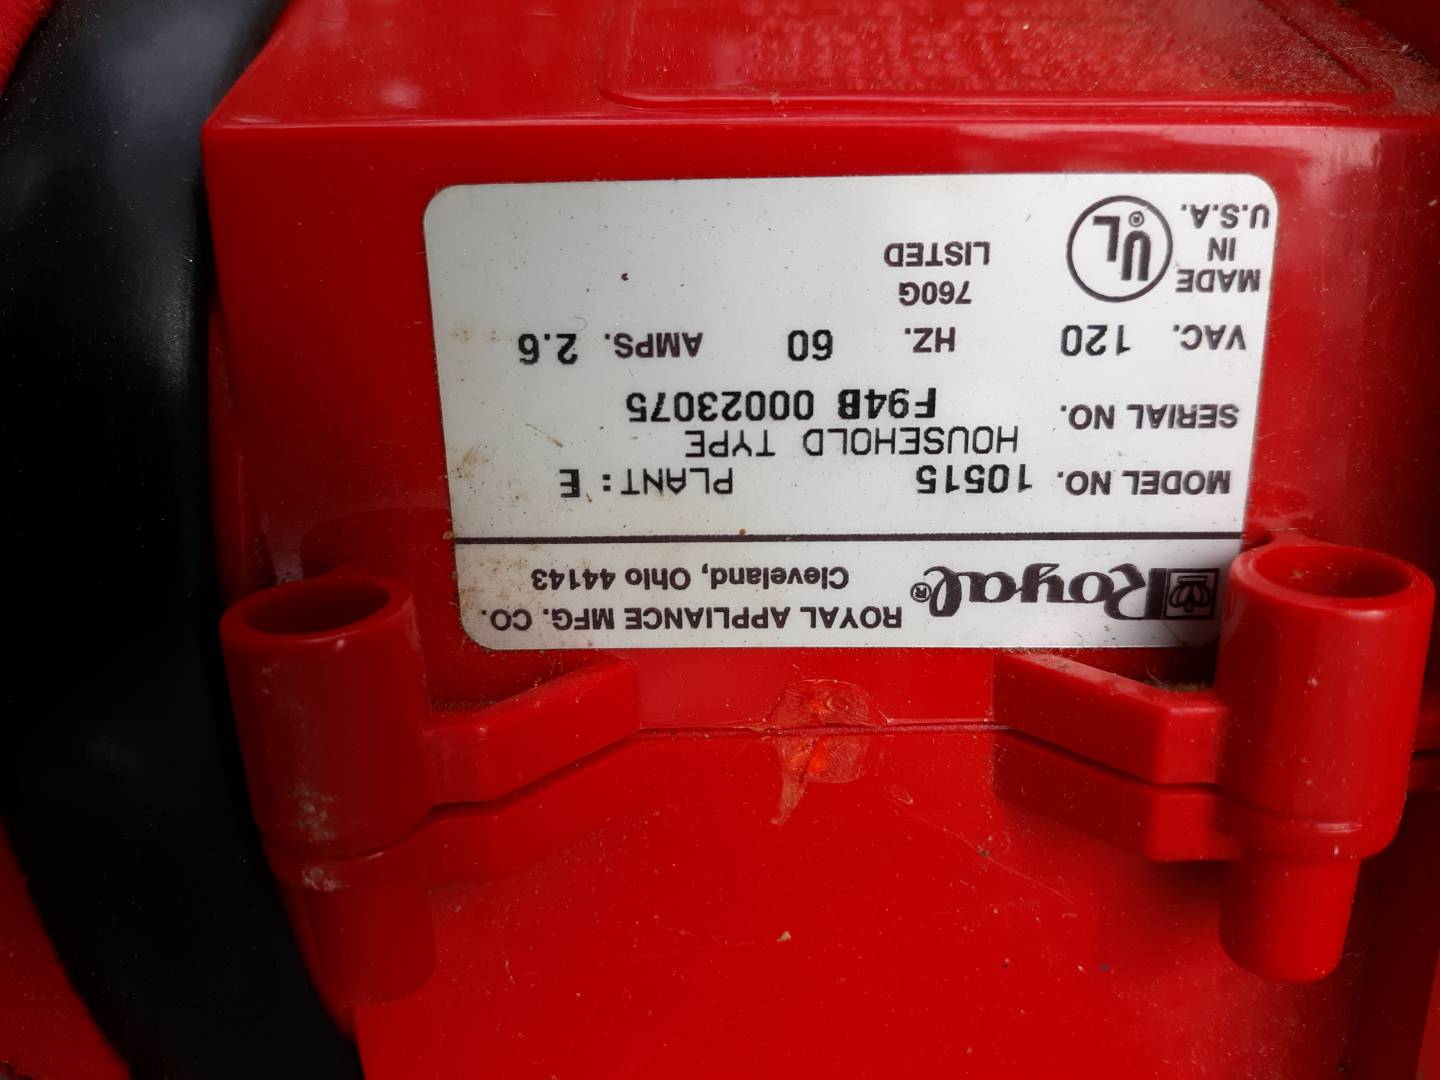 Royal® ROYAL APPLIANCE MFG. CO.
Cleveland, Ohio 44143
MODEL NO. 10515 PLANT: E
HOUSEHOLD TYPE
SERIAL NO. F94B 00023075
VAC. 120 HZ. 60 AMPS. 2.6
MADE
IN
U.S.A.
UL®
760G
LISTED